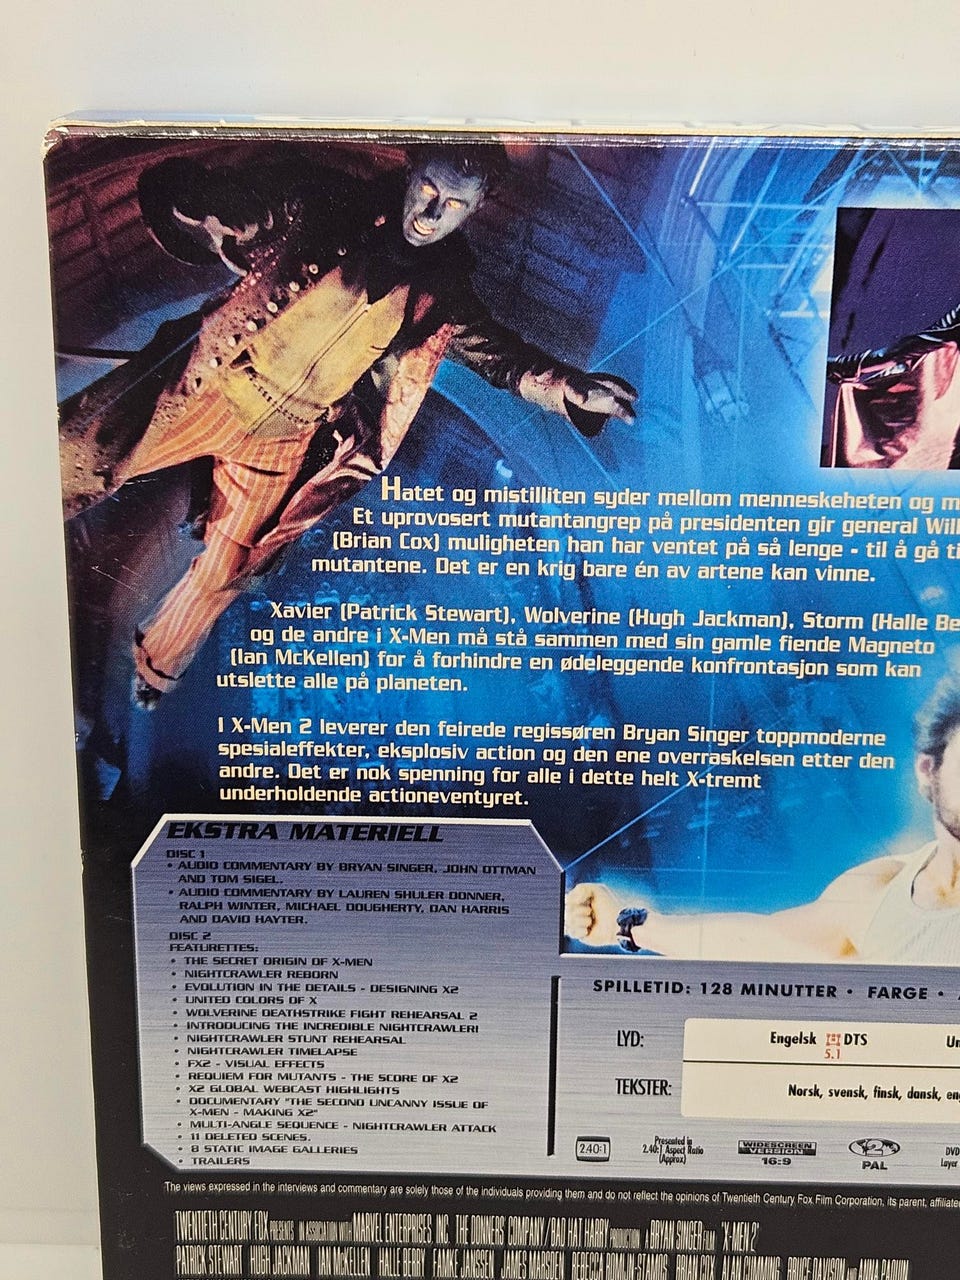 Hatet og mistilliten syder mellom menneskeheten og m
Et uprovosert mutantangrep på presidenten gir general Will
(Brian Cox) muligheten han har ventet på så lenge - til å gå ti
mutantene. Det er en krig bare én av artene kan vinne.
Xavier (Patrick Stewart), Wolverine (Hugh Jackman), Storm (Halle Be
og de andre i X-Men må stå sammen med sin gamle fiende Magneto
(Ian McKellen) for å forhindre en ødeleggende konfrontasjon som kan
utslette alle på planeten.
I X-Men 2 leverer den feirede regissøren Bryan Singer toppmoderne
spesialeffekter, eksplosiv action og den ene overraskelsen etter den
andre. Det er nok spenning for alle i dette helt X-tremt
underholdende actioneventyret.
EKSTRA MATERIELL
DISC 1
• AUDIO COMMENTARY BY BRYAN SINGER, JOHN OTTMAN
AND TOM SIGEL.
• AUDIO COMMENTARY BY LAUREN SHULER DONNER,
RALPH WINTER, MICHAEL DOUGHERTY, DAN HARRIS
AND DAVID HAYTER.
DISC 2
FEATURETTES:
• THE SECRET ORIGIN OF X-MEN
• NIGHTCRAWLER REBORN
• EVOLUTION IN THE DETAILS - DESIGNING X2
• UNITED COLORS OF X
• WOLVERINE DEATHSTRIKE FIGHT REHEARSAL 2
• INTRODUCING THE INCREDIBLE NIGHTCRAWLER!
• NIGHTCRAWLER STUNT REHEARSAL
• NIGHTCRAWLER TIMELAPSE
• FX2 - VISUAL EFFECTS
• REQUIEM FOR MUTANTS - THE SCORE OF X2
• X2 GLOBAL WEBCAST HIGHLIGHTS
• DOCUMENTARY "THE SECOND UNCANNY ISSUE OF
X-MEN - MAKING X2"
• MULTI-ANGLE SEQUENCE - NIGHTCRAWLER ATTACK
• 11 DELETED SCENES.
• 8 STATIC IMAGE GALLERIES
• TRAILERS
SPILLETID: 128 MINUTTER • FARGE •
LYD: Engelsk DTS Un
5.1
TEKSTER: Norsk, svensk, finsk, dansk, eng
2.40:1
Presented in
2.40:1 Aspect Ratio
(Approx)
WIDESCREEN
VERSION
16:9
2
PAL
DVD
Layer
The views expressed in the interviews and commentary are solely those of the individuals providing them and do not reflect the opinions of Twentieth Century Fox Film Corporation, its parent, affiliate
TWENTIETH CENTURY FOX PRESENTS IN ASSOCIATION WITH MARVEL ENTERPRISES INC. THE DONNERS' COMPANY/BAD HAT HARRY PRODUCTION A BRYAN SINGER FILM 'X-MEN 2'
PATRICK STEWART HUGH JACKMAN IAN McKELLEN HALLE BERRY FAMKE JANSSEN JAMES MARSDEN REBECCA ROMIJN-STAMOS BRIAN COX ALAN CUMMING BRUCE DAVISON AND ANNA PAQUIN